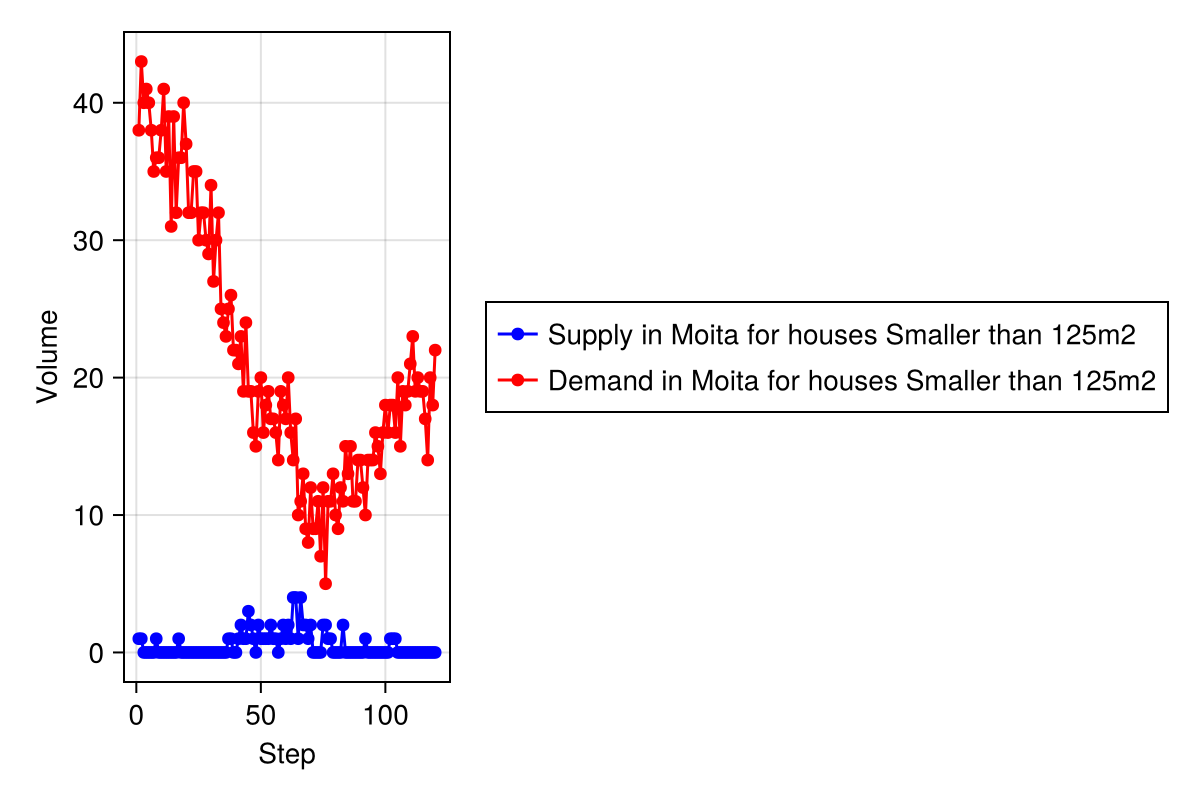 Volume
40
30
20
10
0
0 50 100
Step
Supply in Moita for houses Smaller than 125m2
Demand in Moita for houses Smaller than 125m2